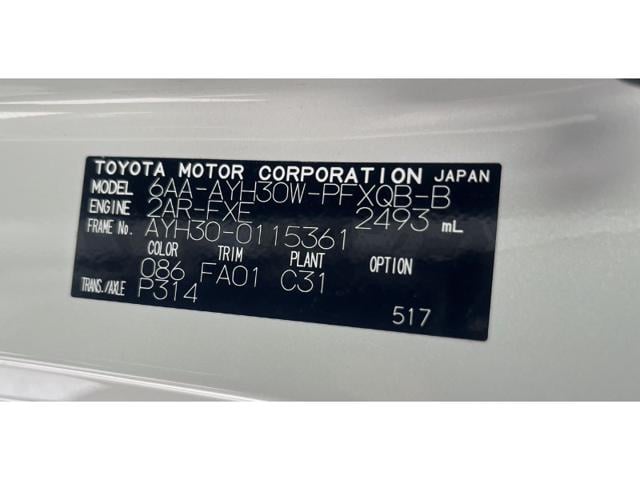 TOYOTA MOTOR CORPORATION JAPAN
MODEL 6AA-AYH30W-PFXQB-B
ENGINE 2AR-FXE 2493 mL
FRAME No. AYH30-0115361
COLOR TRIM PLANT OPTION
086 FA01 C31
TRANS./AXLE P314
517